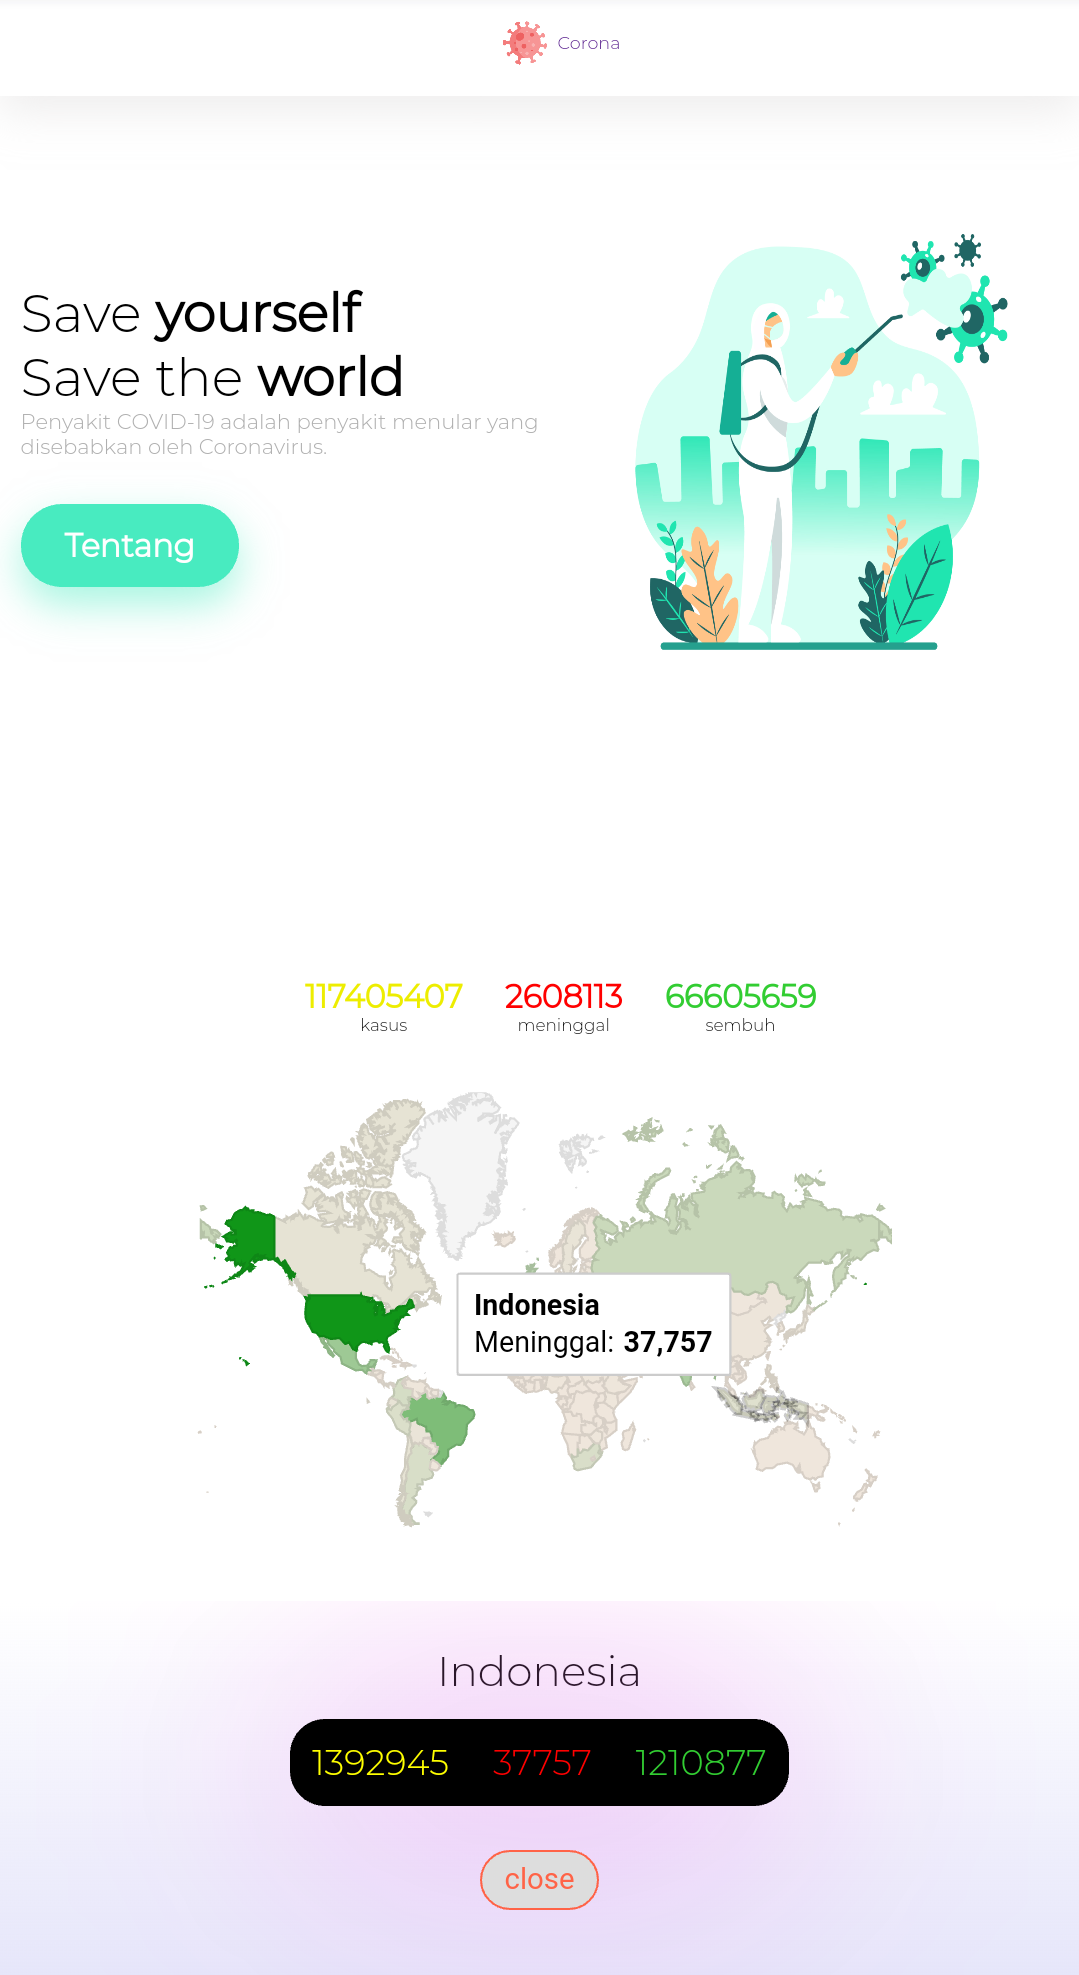 Corona
Save yourself
Save the world
Penyakit COVID-19 adalah penyakit menular yang
disebabkan oleh Coronavirus.
Tentang
117405407 2608113 66605659
kasus meninggal sembuh
Indonesia
Meninggal: 37,757
Indonesia
1392945 37757 1210877
close